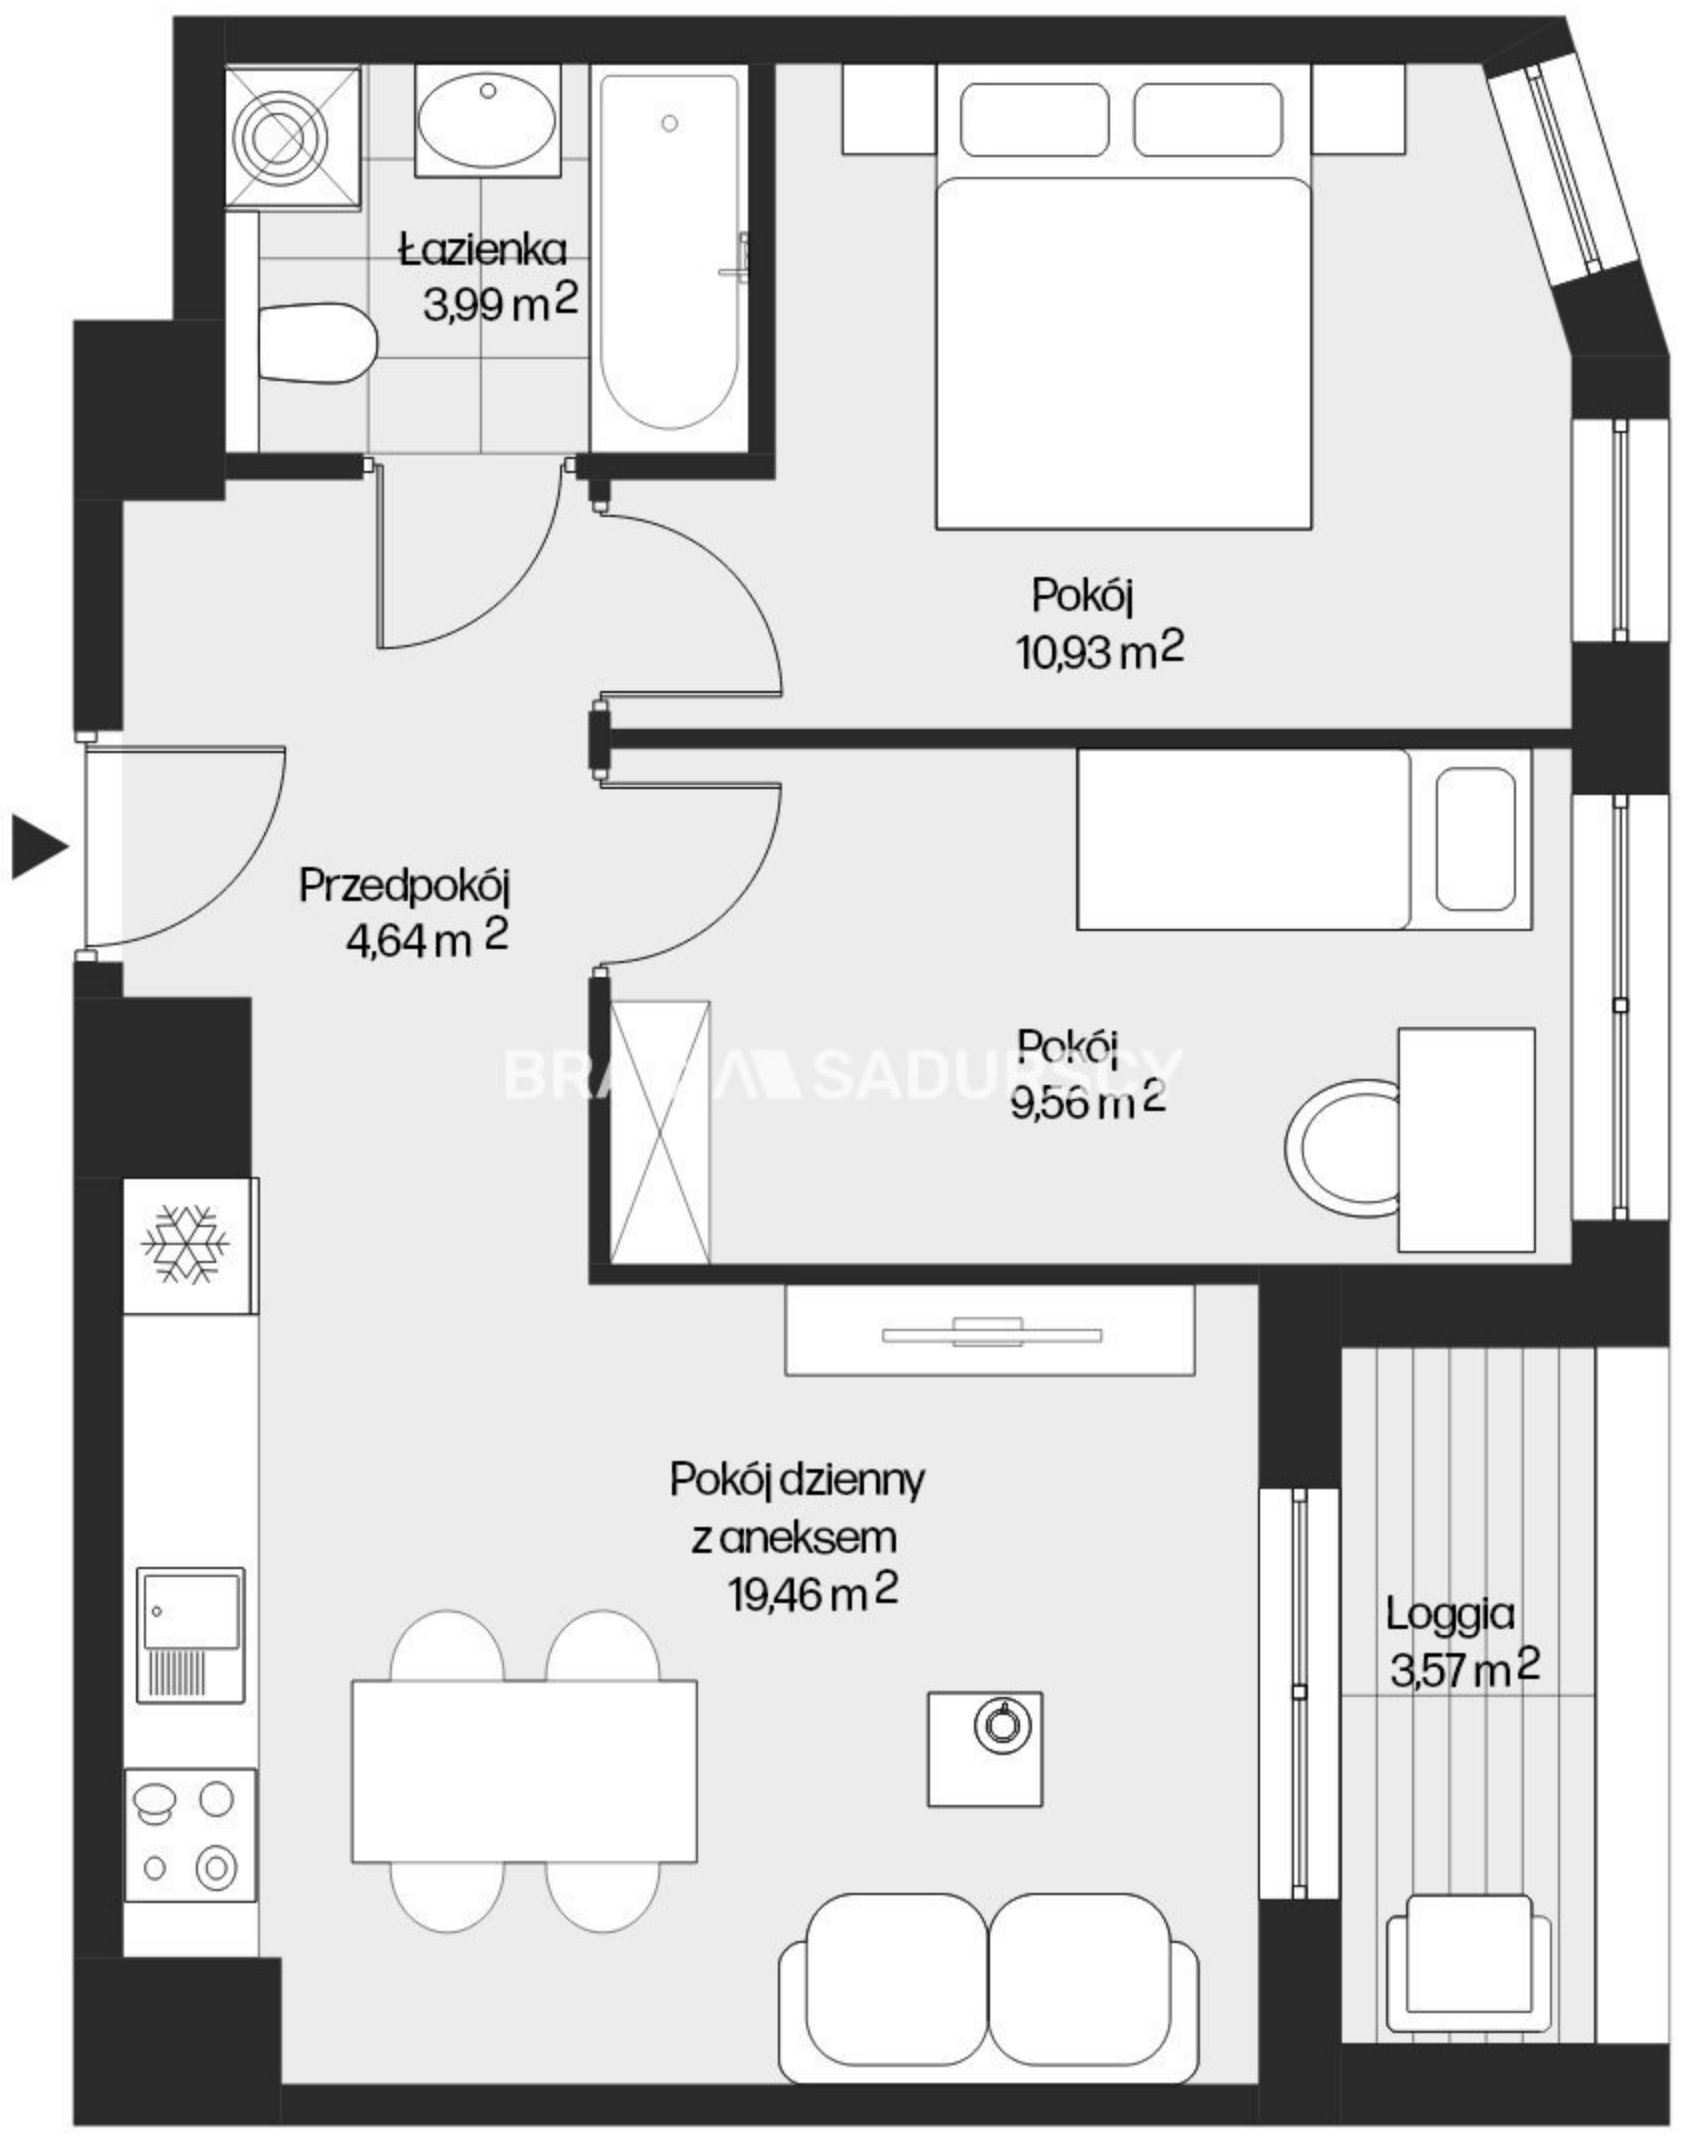 Łazienka
3,99 m2
Pokój
10,93 m2
Przedpokój
4,64 m 2
Pokój
9,56 m 2
SADURSCY
Pokój dzienny
z aneksem
19,46 m 2
Loggia
3,57 m 2